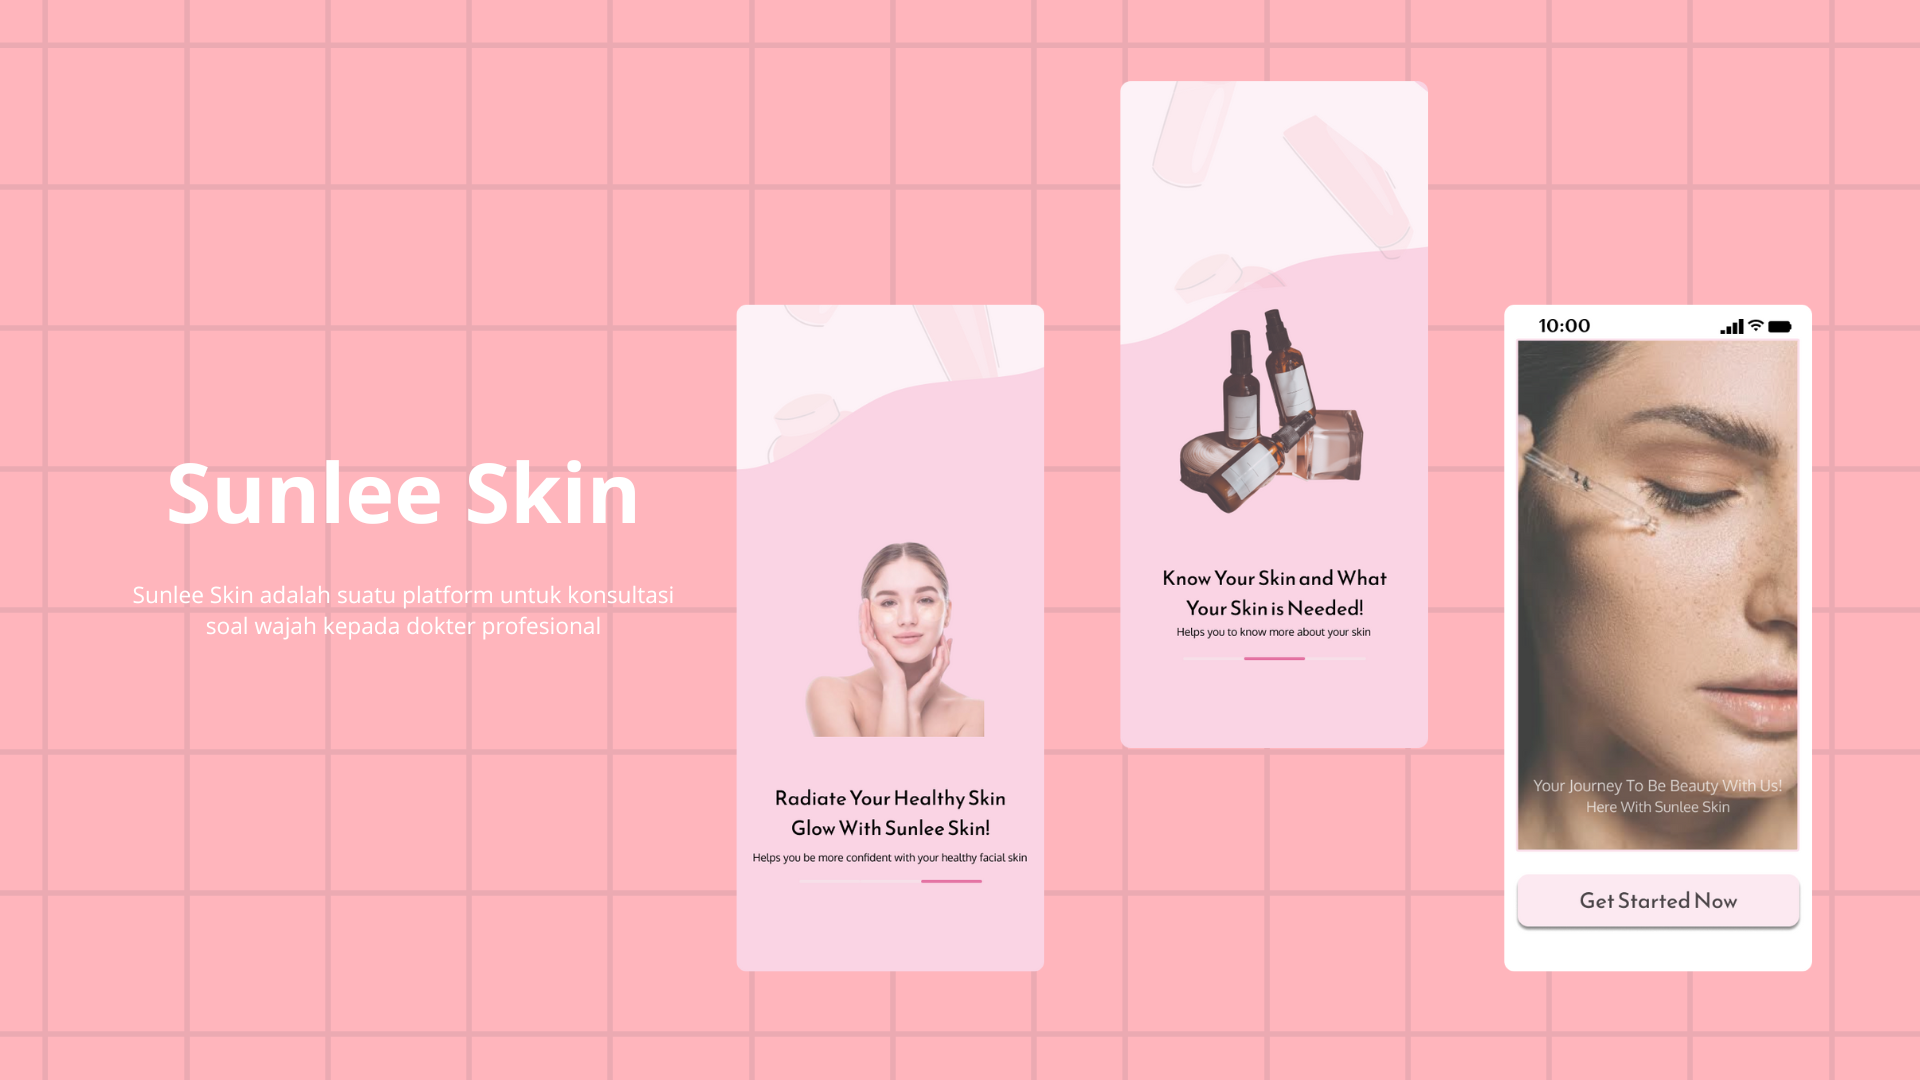 Sunlee Skin
Sunlee Skin adalah suatu platform untuk konsultasi
soal wajah kepada dokter profesional
Radiate Your Healthy Skin
Glow With Sunlee Skin!
Helps you be more confident with your healthy facial skin
Know Your Skin and What
Your Skin is Needed!
Helps you to know more about your skin
10:00
Your Journey To Be Beauty With Us!
Here With Sunlee Skin
Get Started Now